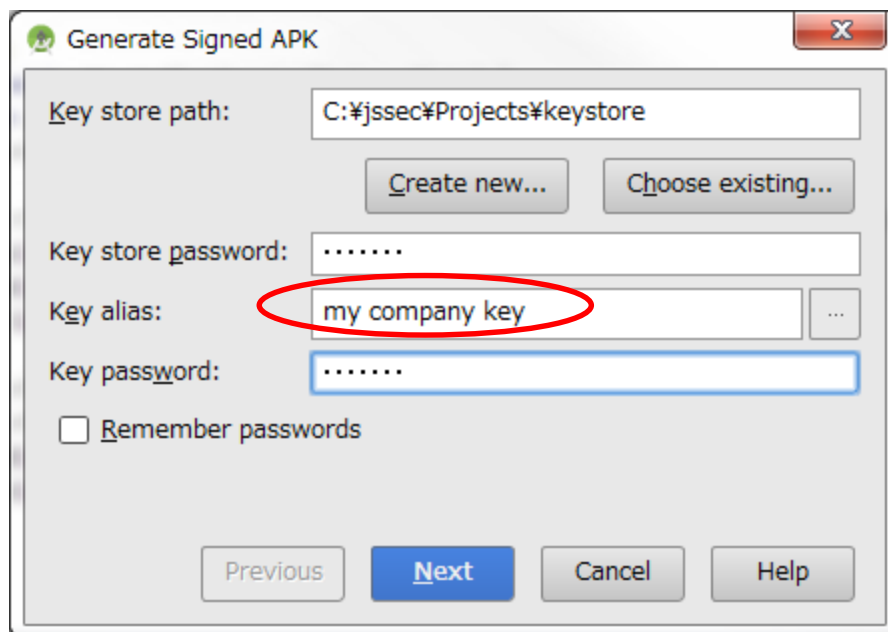 Generate Signed APK
Key store path: C:¥jssec¥Projects¥keystore
Create new... Choose existing...
Key store password: ·······
Key alias: my company key ...
Key password: ·······
Remember passwords
Previous Next Cancel Help